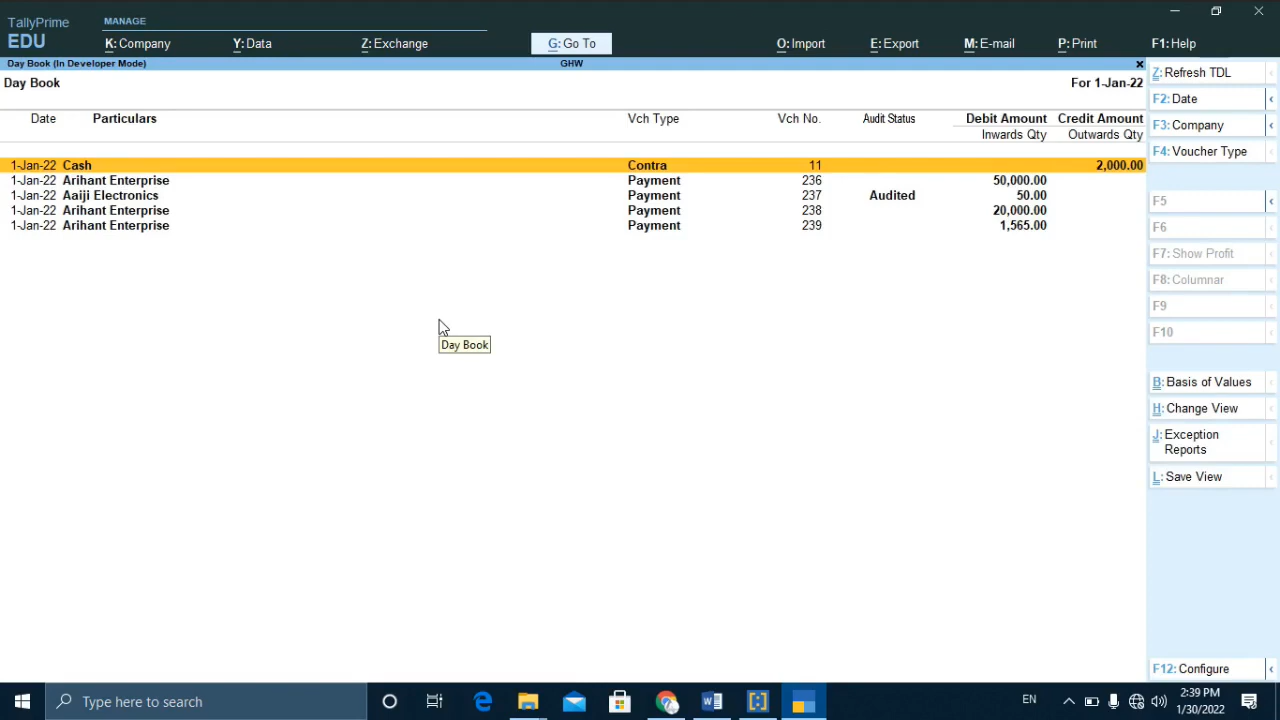 TallyPrime
EDU
MANAGE
K: Company Y: Data Z: Exchange G: Go To O: Import E: Export M: E-mail P: Print F1: Help
Day Book (In Developer Mode) GHW ×
Day Book For 1-Jan-22
Date Particulars Vch Type Vch No. Audit Status Debit Amount Credit Amount
Inwards Qty Outwards Qty
1-Jan-22 Cash Contra 11 2,000.00
1-Jan-22 Arihant Enterprise Payment 236 50,000.00
1-Jan-22 Aaiji Electronics Payment 237 Audited 50.00
1-Jan-22 Arihant Enterprise Payment 238 20,000.00
1-Jan-22 Arihant Enterprise Payment 239 1,565.00
Day Book
Z: Refresh TDL
F2: Date
F3: Company
F4: Voucher Type
F5
F6
F7: Show Profit
F8: Columnar
F9
F10
B: Basis of Values
H: Change View
J: Exception
Reports
L: Save View
F12: Configure
Type here to search
EN
2:39 PM
1/30/2022